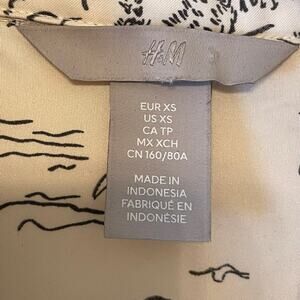 H&M
EUR XS
US XS
CA TP
MX XCH
CN 160/80A
MADE IN
INDONESIA
FABRIQUÉ EN
INDONÉSIE